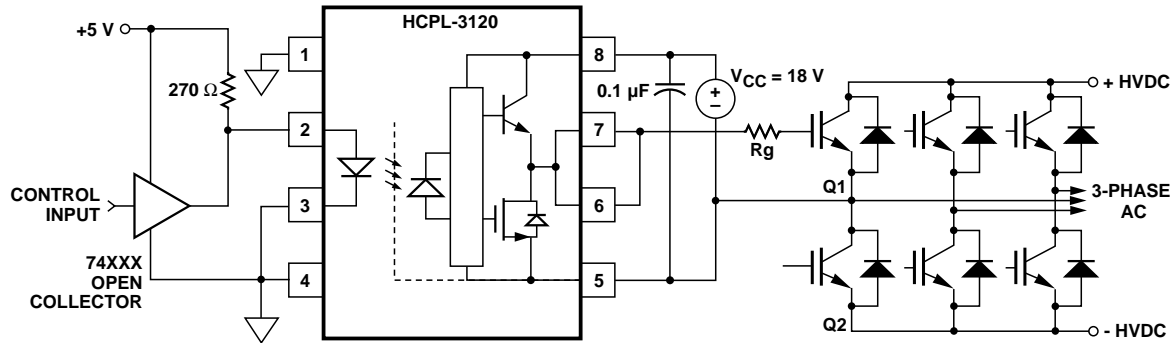 HCPL-3120
+5 V
1
8
270 Ω
0.1 µF
VCC = 18 V
+
–
+ HVDC
2
7
Rg
CONTROL
INPUT
3
6
Q1
3-PHASE
AC
74XXX
OPEN
COLLECTOR
4
5
Q2
- HVDC